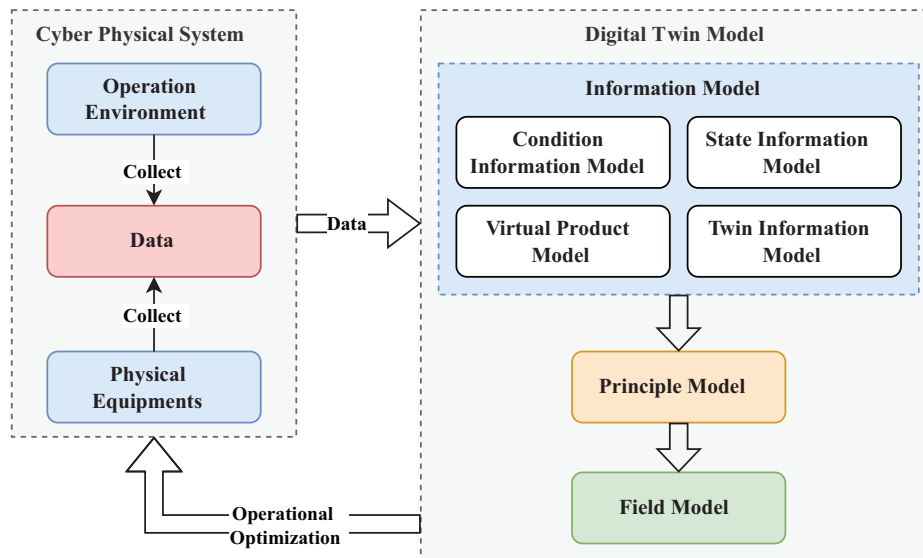 Cyber Physical System
Operation
Environment
Collect
Data
Collect
Physical
Equipments
Data
Digital Twin Model
Information Model
Condition
Information Model
State Information
Model
Virtual Product
Model
Twin Information
Model
Principle Model
Field Model
Operational
Optimization